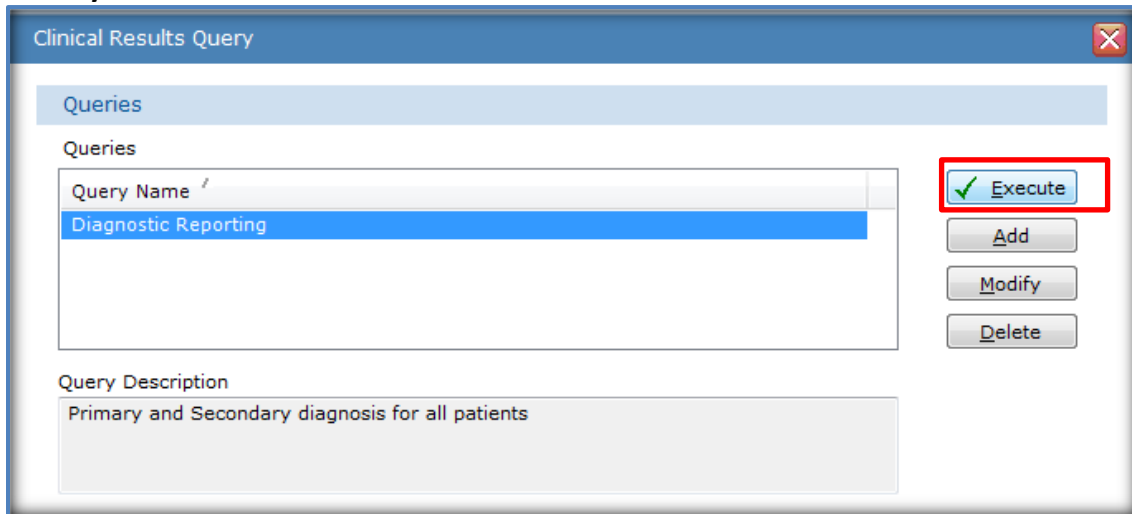 Clinical Results Query
Queries
Queries
Query Name
Diagnostic Reporting
Execute
Add
Modify
Delete
Query Description
Primary and Secondary diagnosis for all patients